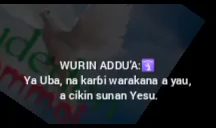 WURIN ADDU'A:🛐
Ya Uba, na karbi warakana a yau,
a cikin sunan Yesu.